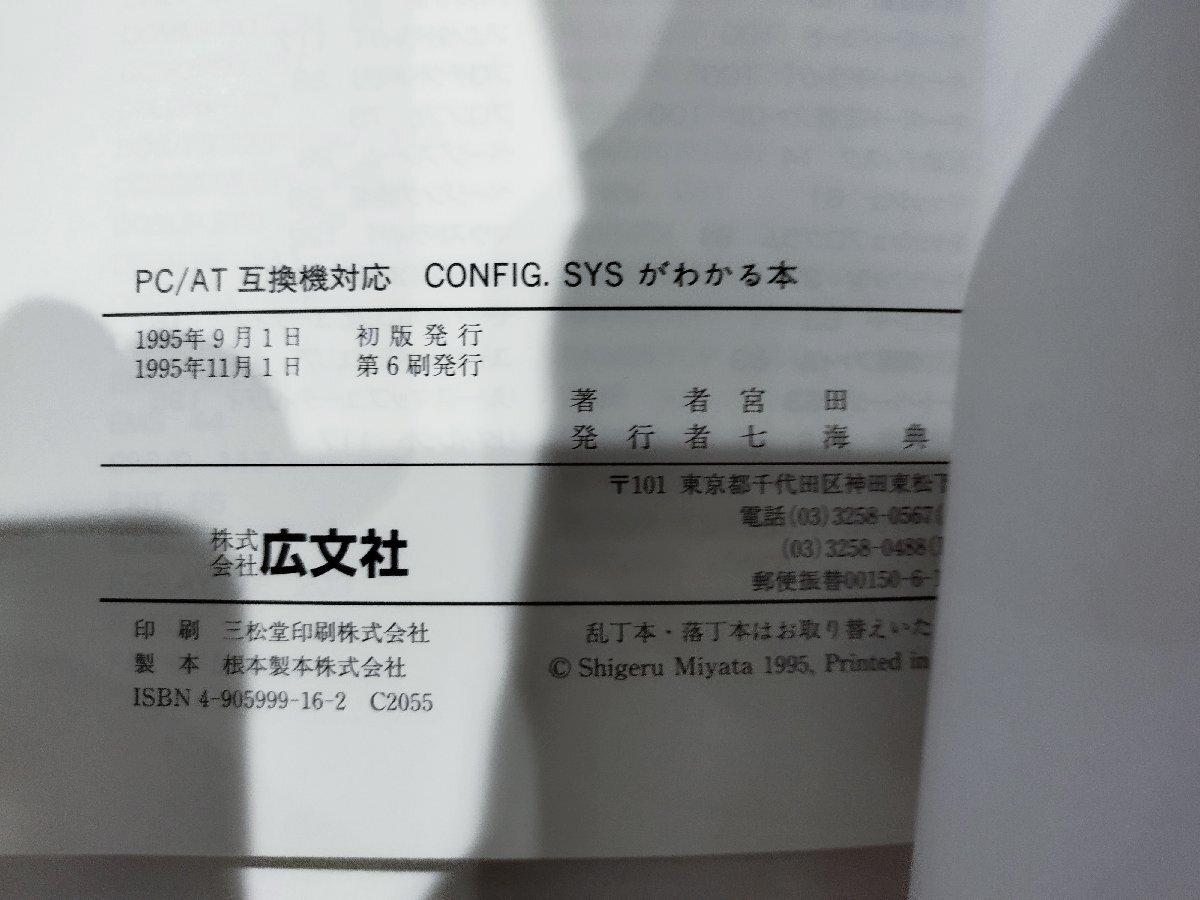 PC/AT 互換機対応　CONFIG. SYS がわかる本
1995年9月1日　初版発行
1995年11月1日　第6刷発行
著者 宮田
発行者 七海典
〒101 東京都千代田区神田東松下
電話(03)3258-0567(
(03)3258-0488(
郵便振替00150-6-1
株式会社 広文社
印刷　三松堂印刷株式会社
製本　根本製本株式会社
ISBN 4-905999-16-2　C2055
乱丁本・落丁本はお取り替えいた
© Shigeru Miyata 1995, Printed in